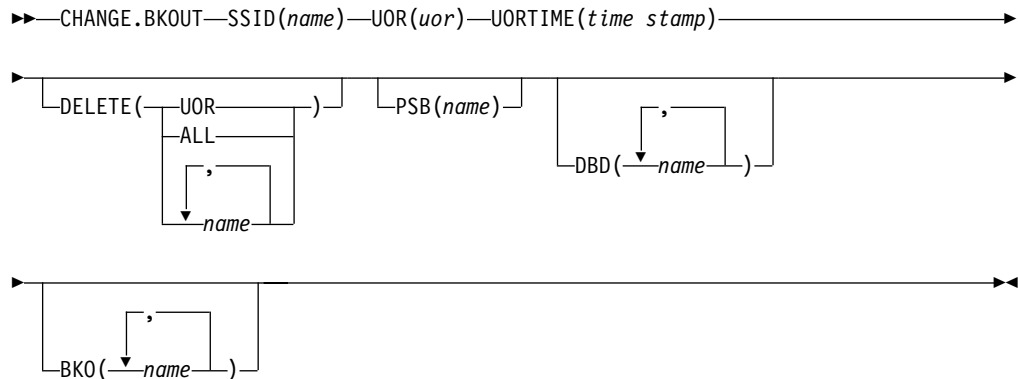 CHANGE.BKOUT SSID(name) UOR(uor) UORTIME(time stamp)
DELETE( UOR ) PSB(name) ,
ALL DBD( name )
,
name
,
BKO( name )